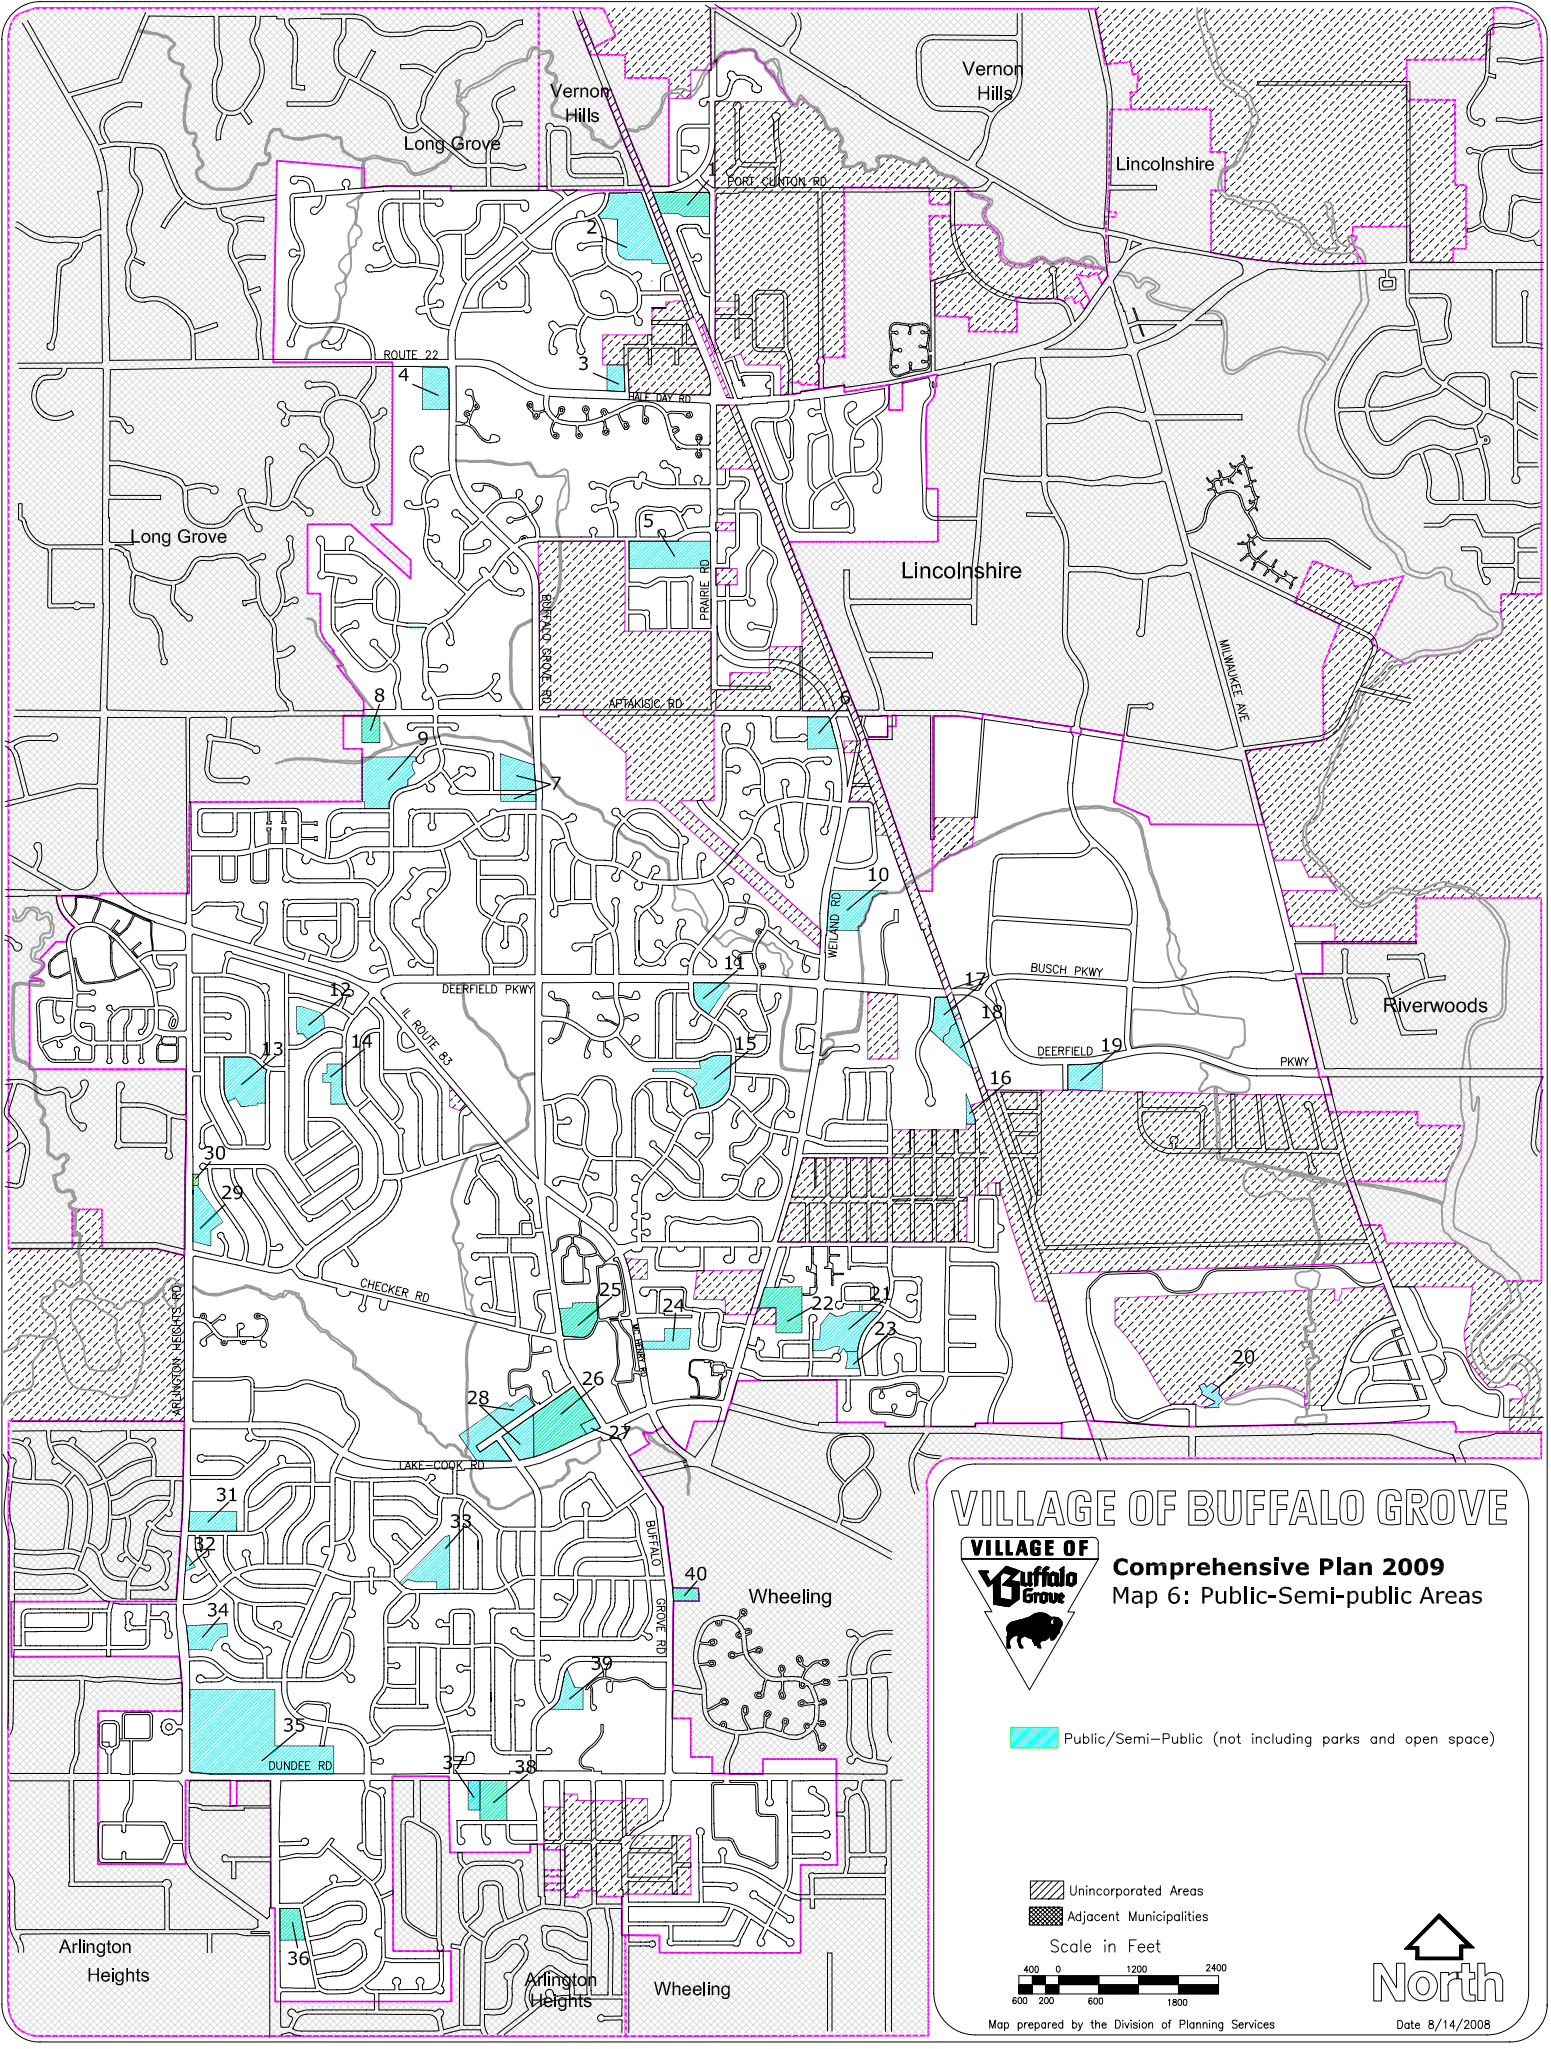 Vernon
Hills
Vernon
Hills
Long Grove
Lincolnshire
1
PORT CLINTON RD
2
ROUTE 22
3
4
HALF DAY RD
5
Long Grove
Lincolnshire
PRAIRIE RD
BUFFALO GROVE RD
MILWAUKEE AVE
8
APTAKISIC RD
6
9
7
10
WEILAND RD
11
BUSCH PKWY
17
12
DEERFIELD PKWY
IL ROUTE 83
18
Riverwoods
13
14
15
DEERFIELD
19
PKWY
16
30
29
CHECKER RD
25
24
22
21
23
ARLINGTON HEIGHTS RD
MC HENRY RD
20
28
26
27
LAKE-COOK RD
31
33
32
BUFFALO
GROVE RD
40
Wheeling
34
39
35
DUNDEE RD
37
38
36
Arlington
Heights
Arlington
Heights
Wheeling
VILLAGE OF BUFFALO GROVE
VILLAGE OF
Buffalo
Grove
Comprehensive Plan 2009
Map 6: Public-Semi-public Areas
Public/Semi-Public (not including parks and open space)
Unincorporated Areas
Adjacent Municipalities
Scale in Feet
400 0 1200 2400
600 200 600 1800
North
Map prepared by the Division of Planning Services
Date 8/14/2008